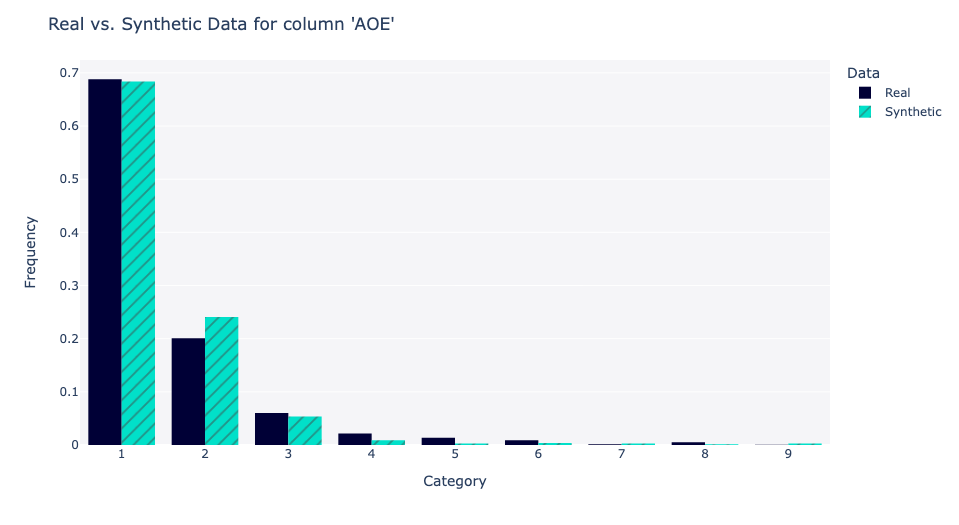 Real vs. Synthetic Data for column 'AOE'
Data
Real
Synthetic
Frequency
0.7
0.6
0.5
0.4
0.3
0.2
0.1
0
1 2 3 4 5 6 7 8 9
Category